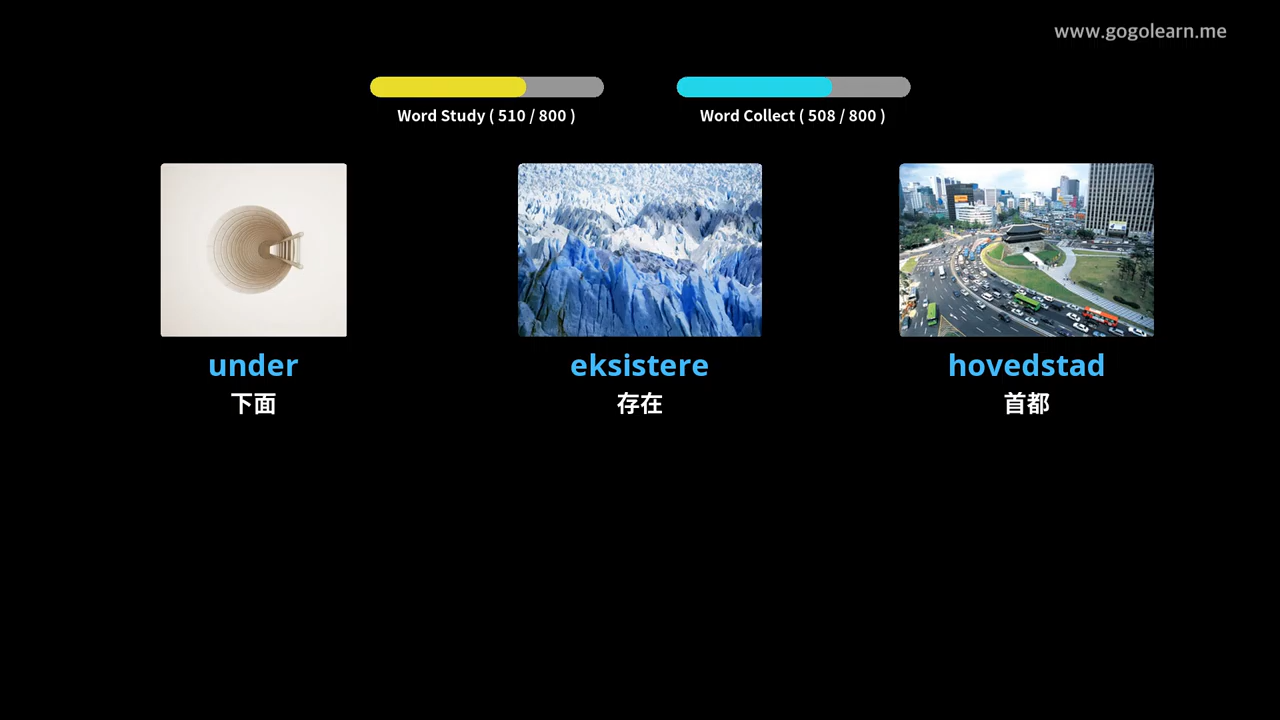 www.gogolearn.me
Word Study ( 510 / 800 )
Word Collect ( 508 / 800 )
under
eksistere
hovedstad
下面
存在
首都